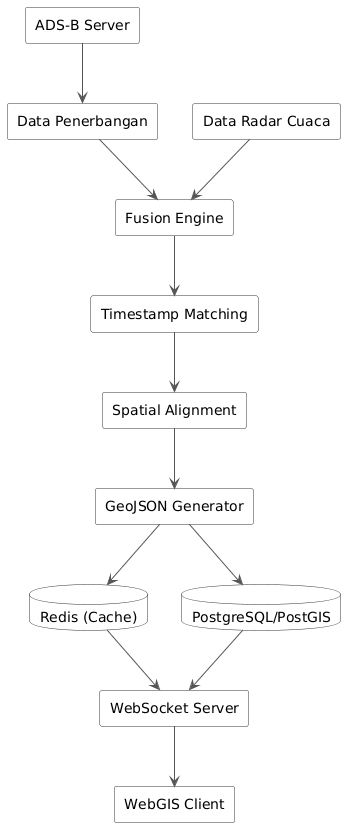 ADS-B Server
Data Penerbangan
Data Radar Cuaca
Fusion Engine
Timestamp Matching
Spatial Alignment
GeoJSON Generator
Redis (Cache)
PostgreSQL/PostGIS
WebSocket Server
WebGIS Client